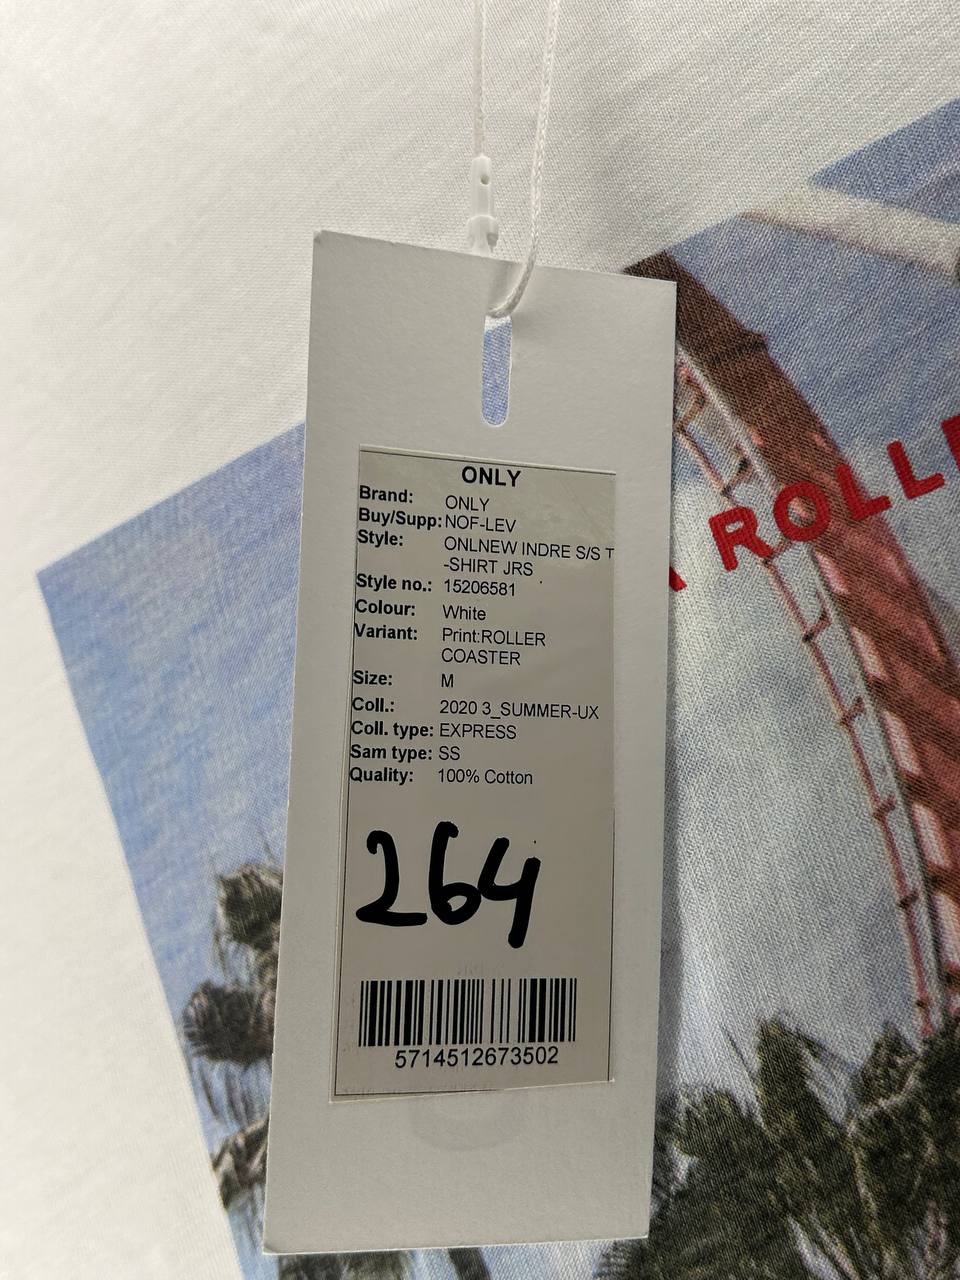 ONLY
Brand: ONLY
Buy/Supp: NOF-LEV
Style: ONLNEW INDRE S/S T
-SHIRT JRS
Style no.: 15206581
Colour: White
Variant: Print:ROLLER
COASTER
Size: M
Coll.: 2020 3_SUMMER-UX
Coll. type: EXPRESS
Sam type: SS
Quality: 100% Cotton
264
5714512673502
A ROLLE